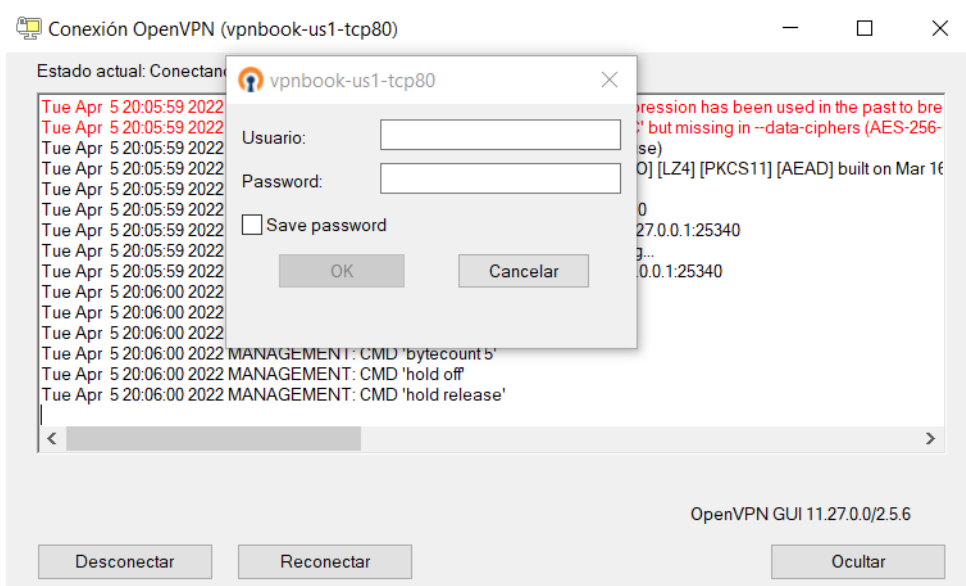 Conexión OpenVPN (vpnbook-us1-tcp80)
Estado actual:
vpnbook-us1-tcp80
Usuario:
Password:
Save password
OK
Cancelar
Tue Apr 5 20:05:59 2022 has been used in the past to
Tue Apr 5 20:05:59 2022 but missing in --data-ciphers (AES-256-
Tue Apr 5 20:05:59 2022
Tue Apr 5 20:05:59 2022 [LZ4] [PKCS11] [AEAD] built on Mar 16
Tue Apr 5 20:05:59 2022
Tue Apr 5 20:05:59 2022
Tue Apr 5 20:05:59 2022 27.0.0.1:25340
Tue Apr 5 20:05:59 2022
Tue Apr 5 20:05:59 2022 .0.0.1:25340
Tue Apr 5 20:06:00 2022
Tue Apr 5 20:06:00 2022
Tue Apr 5 20:06:00 2022
Tue Apr 5 20:06:00 2022 MANAGEMENT: CMD 'bytecount 5'
Tue Apr 5 20:06:00 2022 MANAGEMENT: CMD 'hold off'
Tue Apr 5 20:06:00 2022 MANAGEMENT: CMD 'hold release'
OpenVPN GUI 11.27.0.0/2.5.6
Desconectar
Reconectar
Ocultar